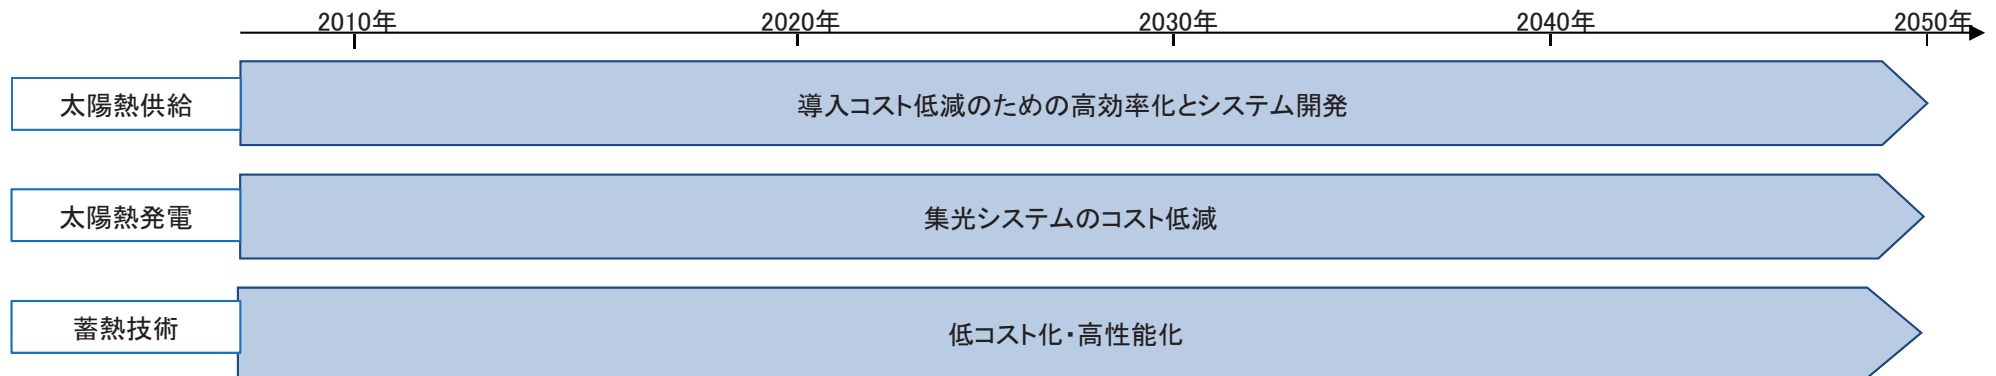 2010年
2020年
2030年
2040年
2050年
太陽熱供給
導入コスト低減のための高効率化とシステム開発
太陽熱発電
集光システムのコスト低減
蓄熱技術
低コスト化・高性能化